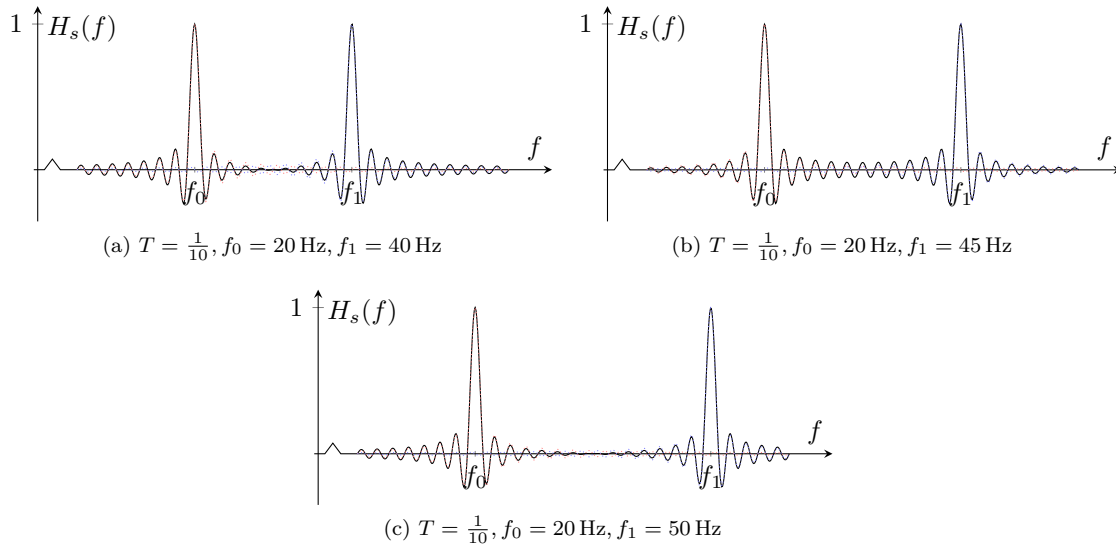 1 H_s(f)
f
f_0 f_1
(a) T = 1/10, f_0 = 20 Hz, f_1 = 40 Hz
1 H_s(f)
f
f_0 f_1
(b) T = 1/10, f_0 = 20 Hz, f_1 = 45 Hz
1 H_s(f)
f
f_0 f_1
(c) T = 1/10, f_0 = 20 Hz, f_1 = 50 Hz